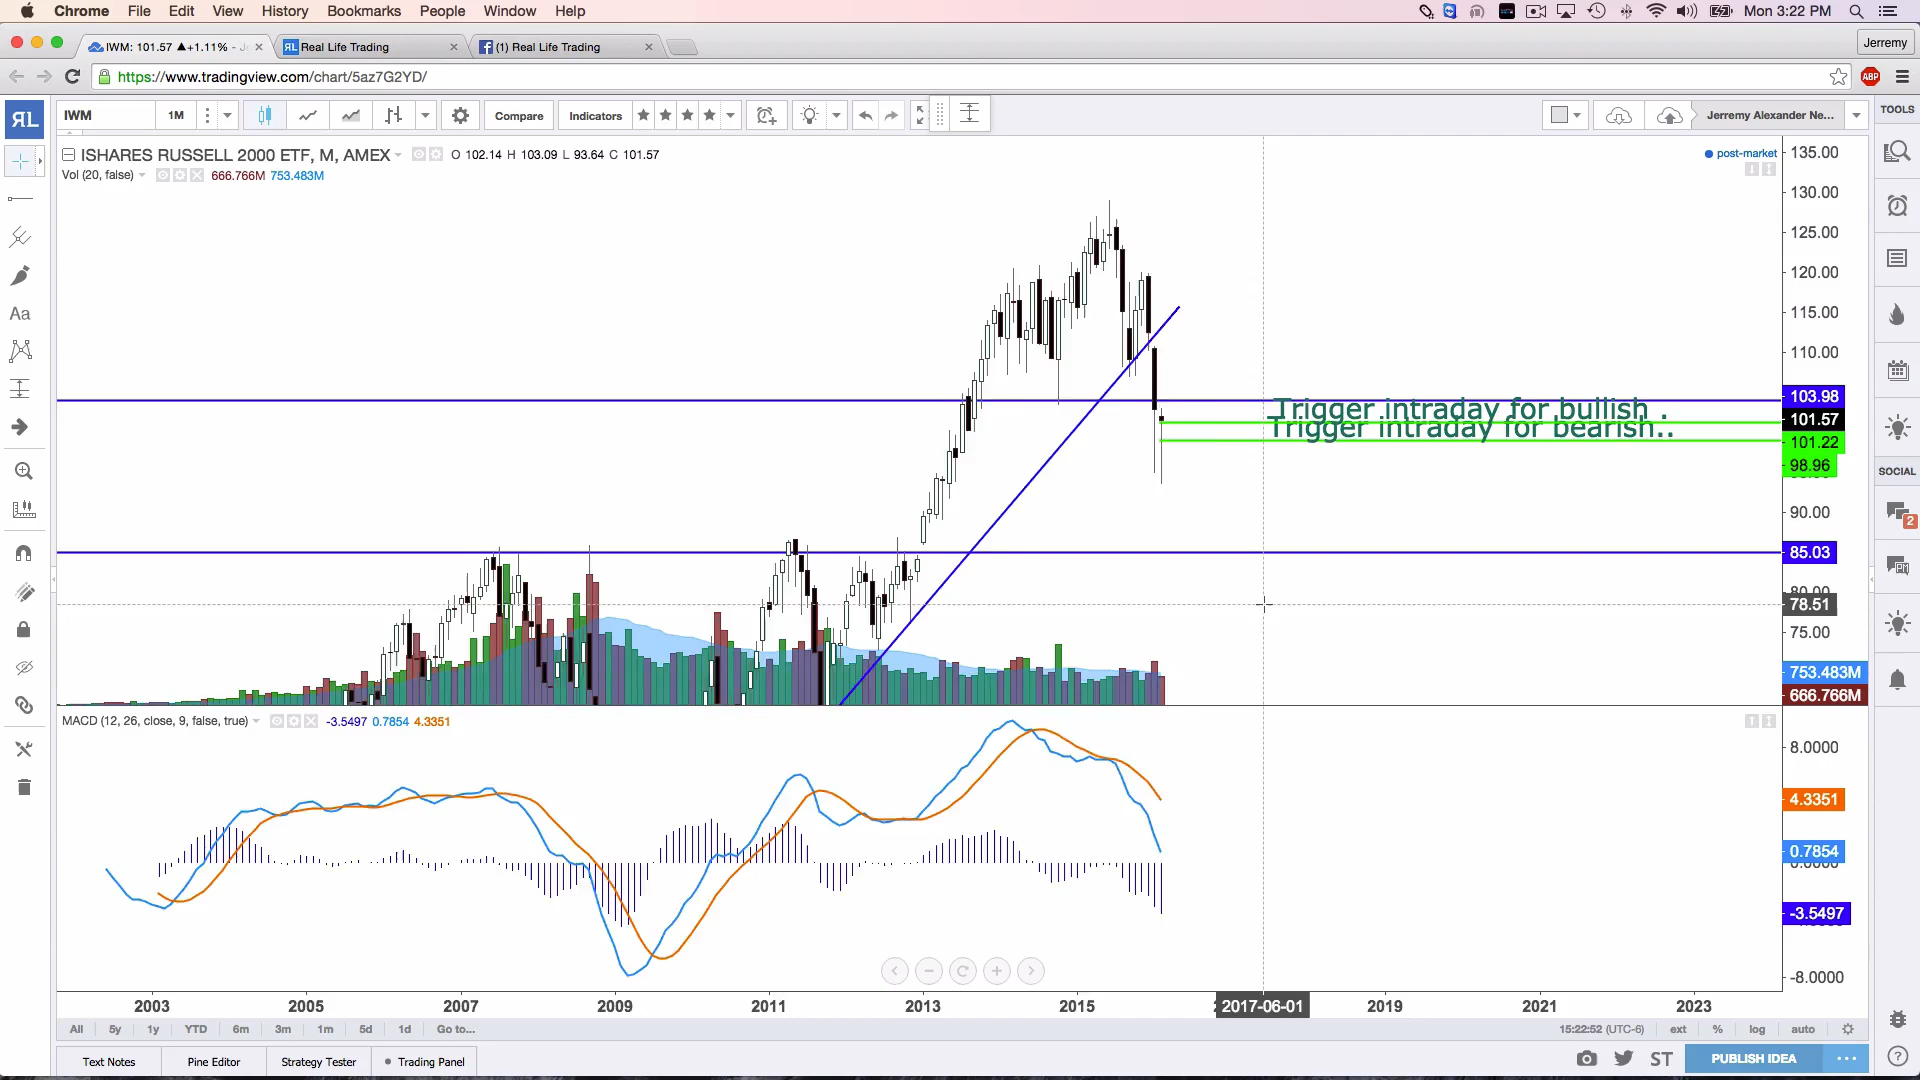 Chrome File Edit View History Bookmarks People Window Help Mon 3:22 PM
IWM: 101.57 ▲+1.11% - Real Life Trading (1) Real Life Trading Jerremy
https://www.tradingview.com/chart/5az7G2YD/ ABP
ЯL IWM 1M Compare Indicators Jerremy Alexander Ne... TOOLS
ISHARES RUSSELL 2000 ETF, M, AMEX O 102.14 H 103.09 L 93.64 C 101.57 post-market
Vol (20, false) 666.766M 753.483M
135.00
130.00
125.00
120.00
115.00
110.00
103.98
Trigger intraday for bullish .
101.57
Trigger intraday for bearish..
101.22
98.96
SOCIAL
90.00
2
85.03
78.51
75.00
753.483M
666.766M
MACD (12, 26, close, 9, false, true) -3.5497 0.7854 4.3351
8.0000
4.3351
0.7854
-3.5497
-8.0000
2003 2005 2007 2009 2011 2013 2015 2017-06-01 2019 2021 2023
All 5y 1y YTD 6m 3m 1m 5d 1d Go to... 15:22:52 (UTC-6) ext % log auto
Text Notes Pine Editor Strategy Tester Trading Panel ST PUBLISH IDEA ...